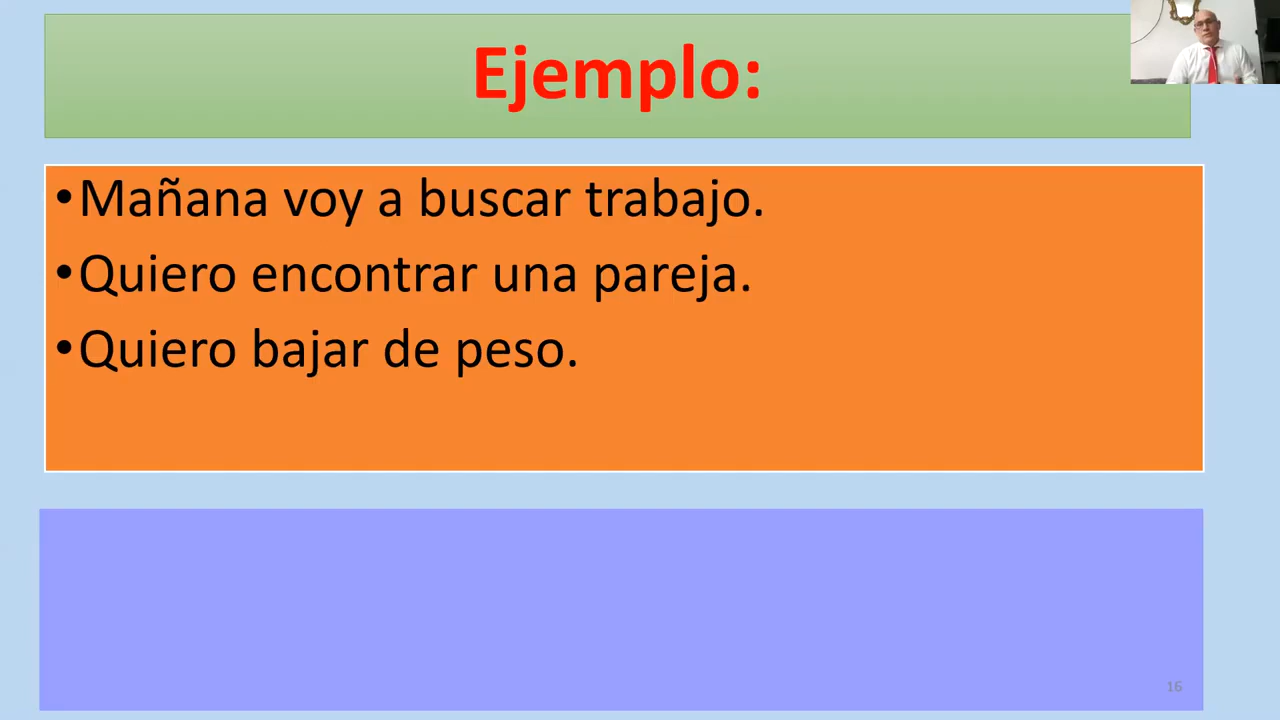 Ejemplo:
•Mañana voy a buscar trabajo.
•Quiero encontrar una pareja.
•Quiero bajar de peso.
16